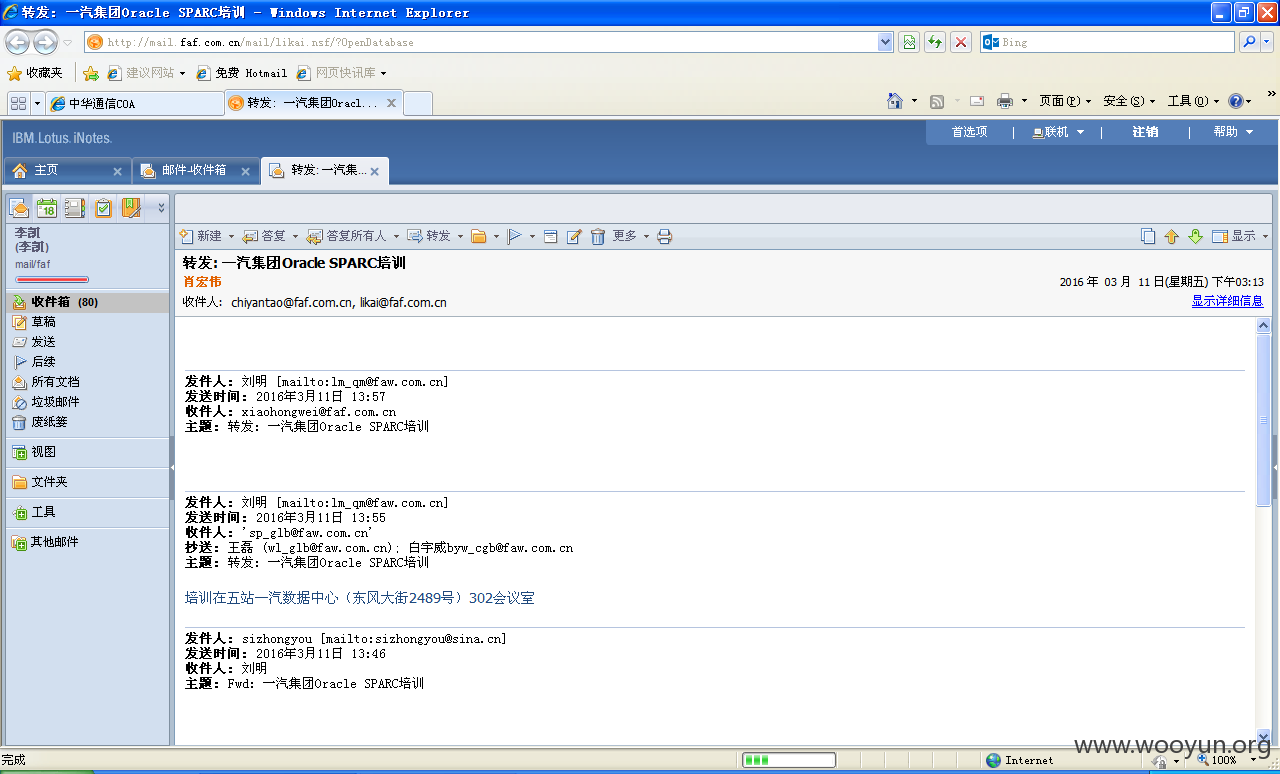 转发: 一汽集团Oracle SPARC培训 - Windows Internet Explorer
http://mail.faf.com.cn/mail/likai.nsf/?OpenDatabase
Bing
收藏夹 建议网站 免费 Hotmail 网页快讯库
中华通信COA 转发: 一汽集团Oracl... 页面(P) 安全(S) 工具(O)
IBM.Lotus.iNotes. 首选项 | 联机 | 注销 | 帮助
主页 邮件-收件箱 转发: 一汽集...
18
李凯
(李凯)
mail/faf
收件箱 (80)
草稿
发送
后续
所有文档
垃圾邮件
废纸篓
视图
文件夹
工具
其他邮件
新建 答复 答复所有人 转发 更多 显示
转发: 一汽集团Oracle SPARC培训
肖宏伟 2016 年 03 月 11 日(星期五) 下午03:13
收件人: chiyantao@faf.com.cn, likai@faf.com.cn 显示详细信息
发件人: 刘明 [mailto:lm_qm@faw.com.cn]
发送时间: 2016年3月11日 13:57
收件人: xiaohongwei@faf.com.cn
主题: 转发: 一汽集团Oracle SPARC培训
发件人: 刘明 [mailto:lm_qm@faw.com.cn]
发送时间: 2016年3月11日 13:55
收件人: 'sp_glb@faw.com.cn'
抄送: 王磊 (wl_glb@faw.com.cn); 白宇威byw_cgb@faw.com.cn
主题: 转发: 一汽集团Oracle SPARC培训
培训在五站一汽数据中心（东风大街2489号）302会议室
发件人: sizhongyou [mailto:sizhongyou@sina.cn]
发送时间: 2016年3月11日 13:46
收件人: 刘明
主题: Fwd: 一汽集团Oracle SPARC培训
www.wooyun.org
完成 Internet 100%